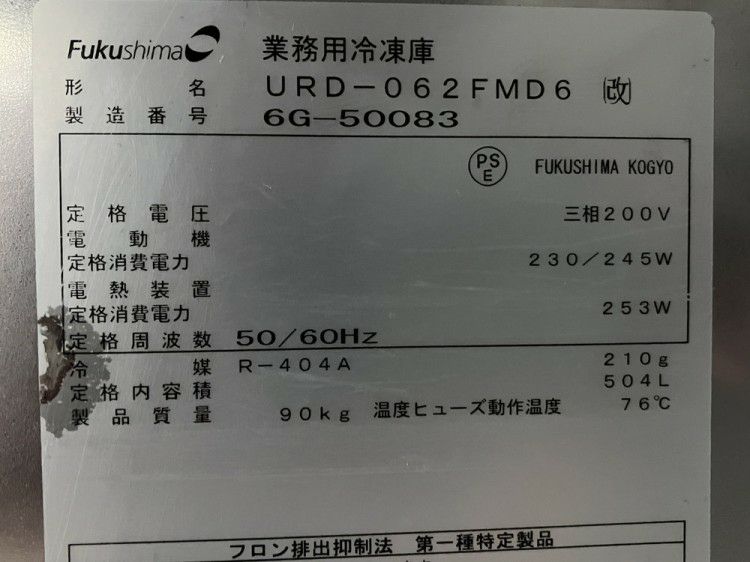 Fukushima 業務用冷凍庫
形名 URD-062FMD6 (改)
製造番号 6G-50083
PSE FUKUSHIMA KOGYO
定格電圧 三相200V
電動機
定格消費電力 230/245W
電熱装置
定格消費電力 253W
定格周波数 50/60Hz
冷媒 R-404A 210g
定格内容積 504L
製品質量 90kg 温度ヒューズ動作温度 76℃
フロン排出抑制法 第一種特定製品